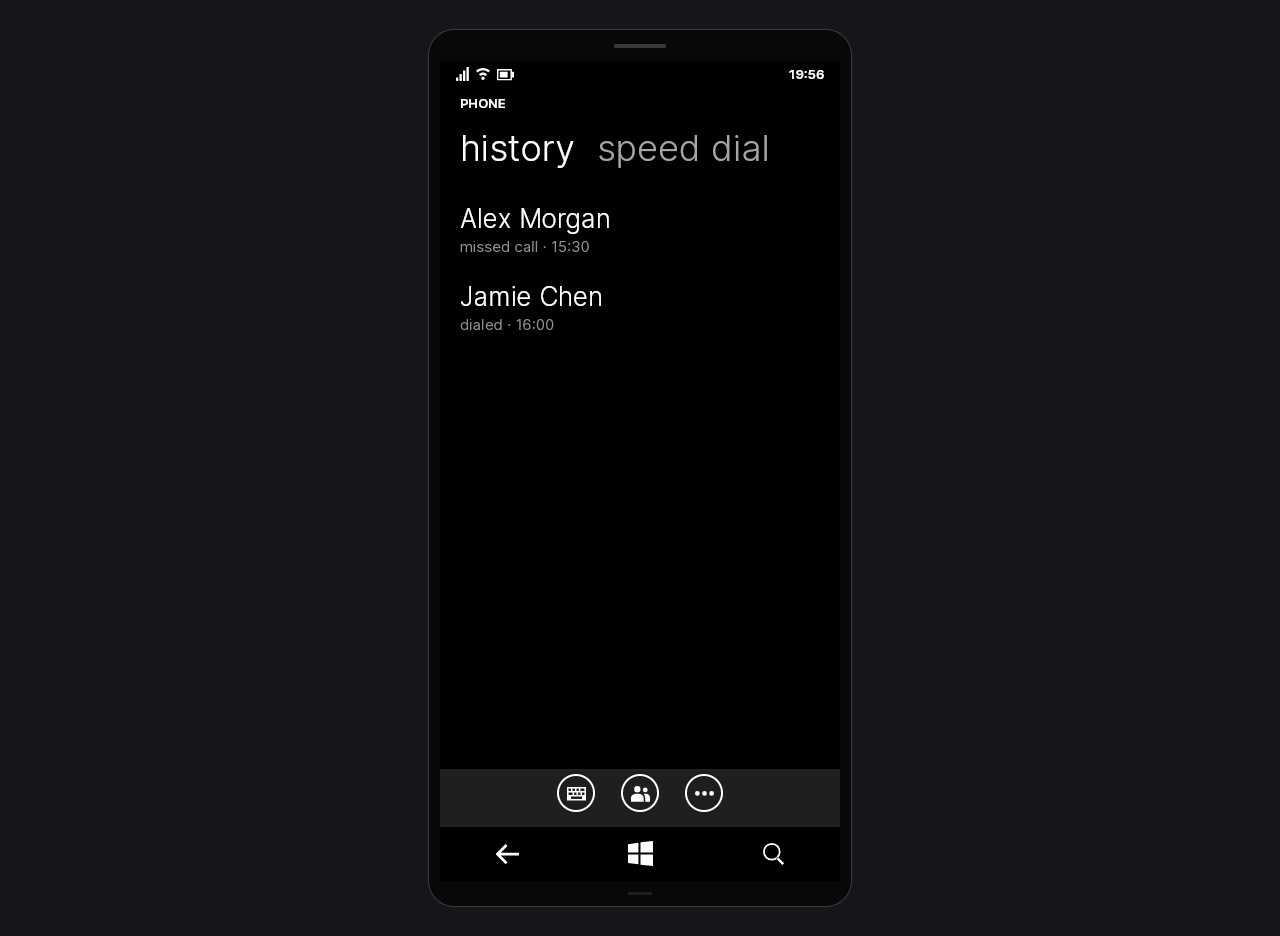 19:56
PHONE
history speed dial
Alex Morgan
missed call · 15:30
Jamie Chen
dialed · 16:00